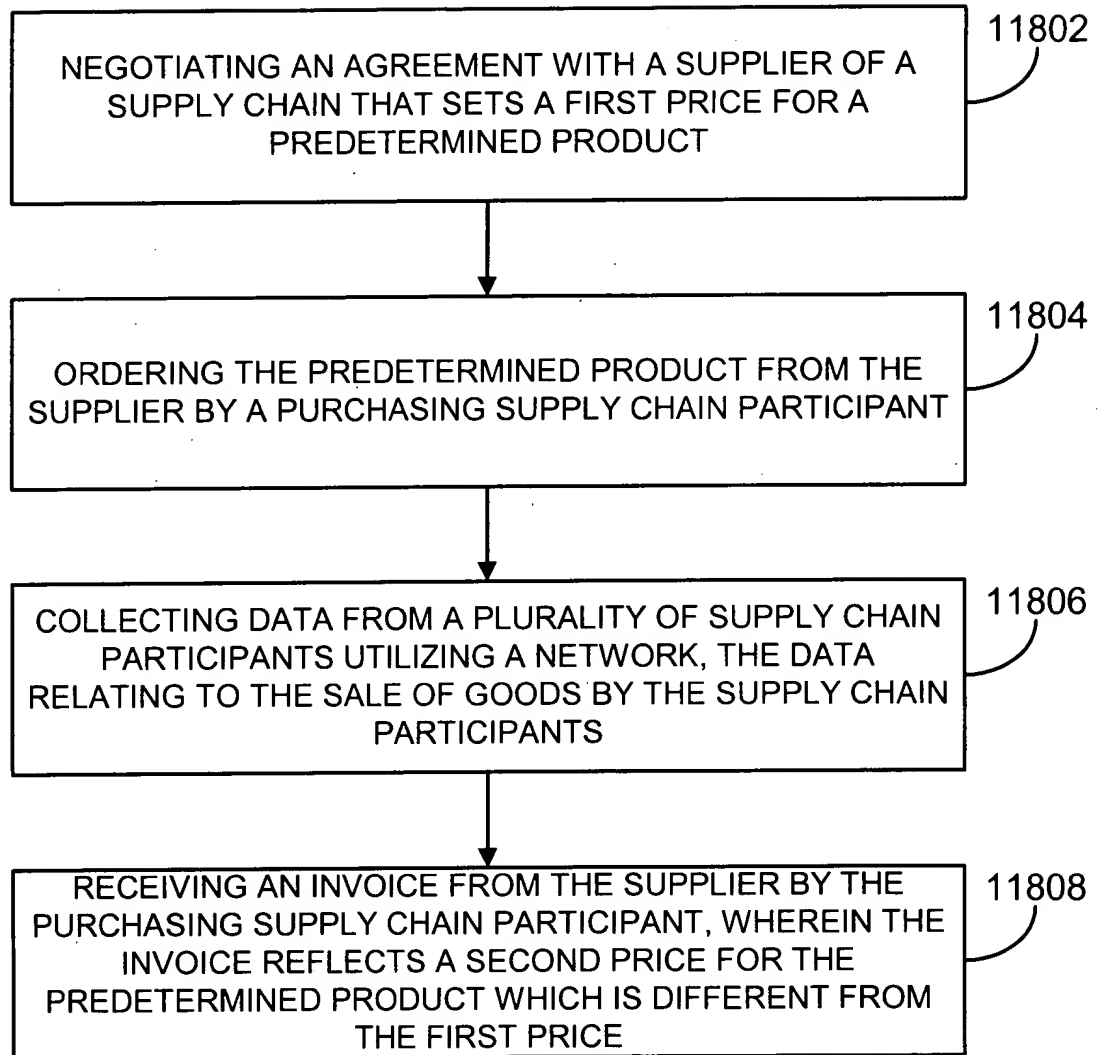 11802
NEGOTIATING AN AGREEMENT WITH A SUPPLIER OF A
SUPPLY CHAIN THAT SETS A FIRST PRICE FOR A
PREDETERMINED PRODUCT
11804
ORDERING THE PREDETERMINED PRODUCT FROM THE
SUPPLIER BY A PURCHASING SUPPLY CHAIN PARTICIPANT
11806
COLLECTING DATA FROM A PLURALITY OF SUPPLY CHAIN
PARTICIPANTS UTILIZING A NETWORK, THE DATA
RELATING TO THE SALE OF GOODS BY THE SUPPLY CHAIN
PARTICIPANTS
11808
RECEIVING AN INVOICE FROM THE SUPPLIER BY THE
PURCHASING SUPPLY CHAIN PARTICIPANT, WHEREIN THE
INVOICE REFLECTS A SECOND PRICE FOR THE
PREDETERMINED PRODUCT WHICH IS DIFFERENT FROM
THE FIRST PRICE